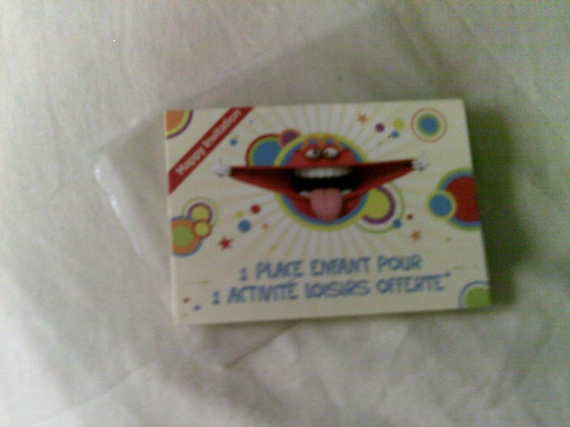 Happy Invitation
1 PLACE ENFANT POUR
1 ACTIVITÉ LOISIRS OFFERTE*